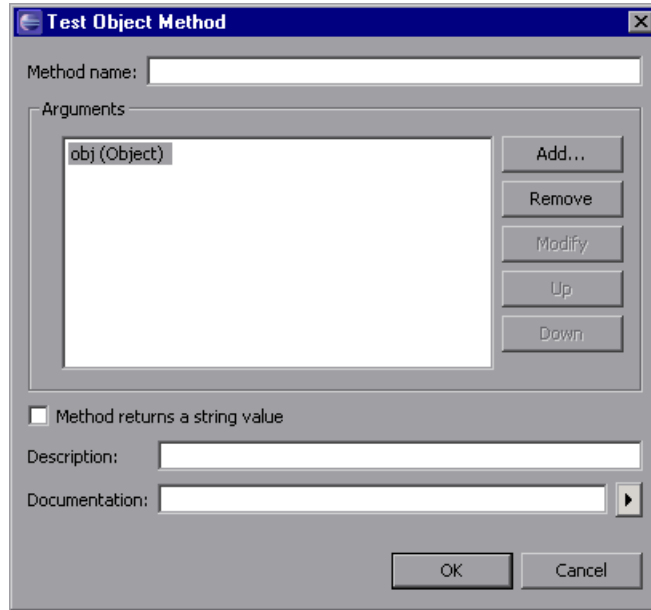 Test Object Method
Method name:
Arguments
obj (Object)
Add...
Remove
Modify
Up
Down
Method returns a string value
Description:
Documentation:
OK
Cancel